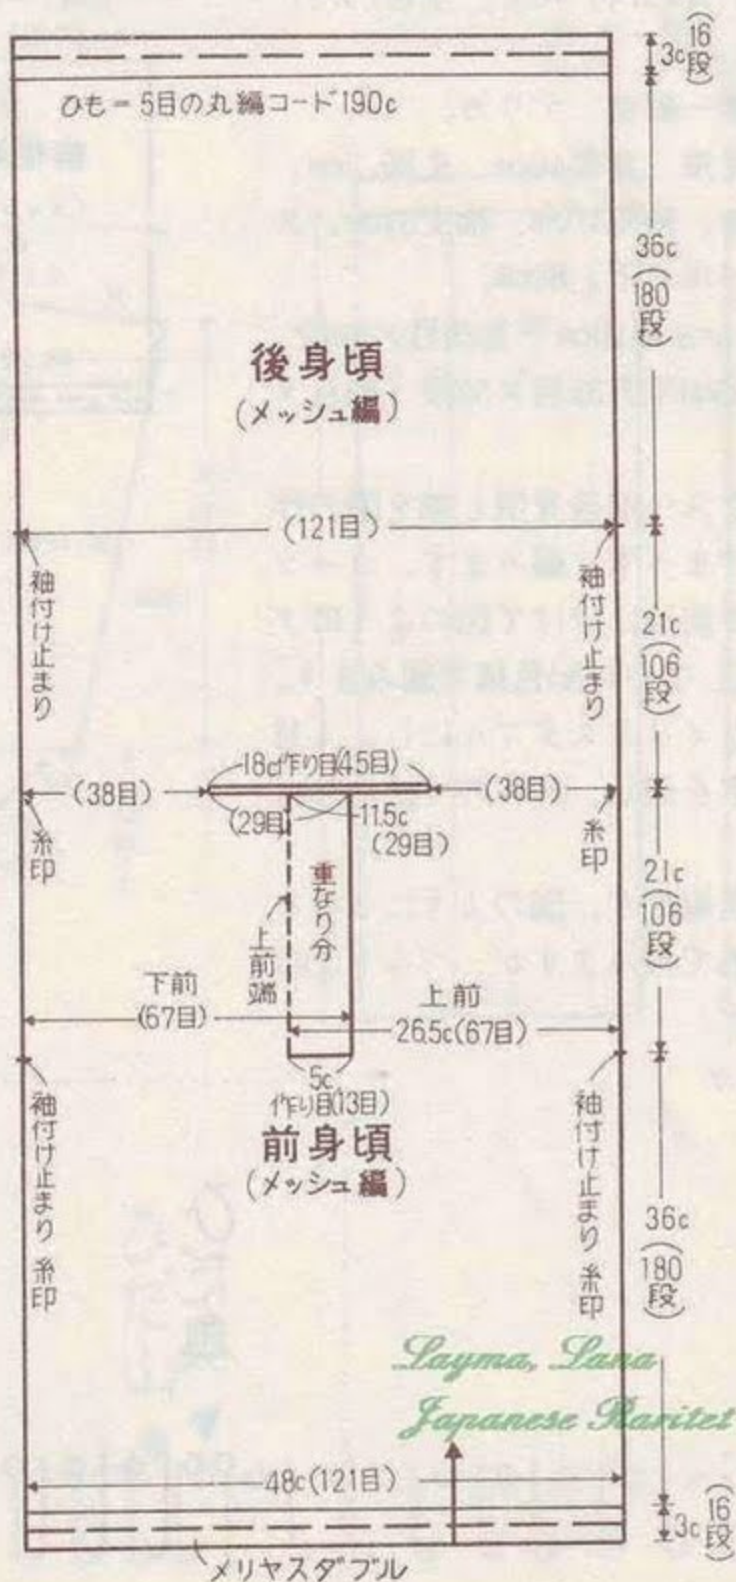 3c(16段)
ひも=5目の丸編コード190c
36c(180段)
後身頃
(メッシュ編)
(121目)
袖付け止まり
袖付け止まり
21c(106段)
18c作り目(45目)
(38目)
(38目)
(29目)
11.5c
(29目)
糸印
糸印
重なり分
上前端
21c(106段)
下前
(67目)
上前
26.5c(67目)
5c
作り目(13目)
前身頃
(メッシュ編)
袖付け止まり 糸印
袖付け止まり 糸印
36c(180段)
Layma, Lana
Japanese Raritet
48c(121目)
3c(16段)
メリヤスダブル